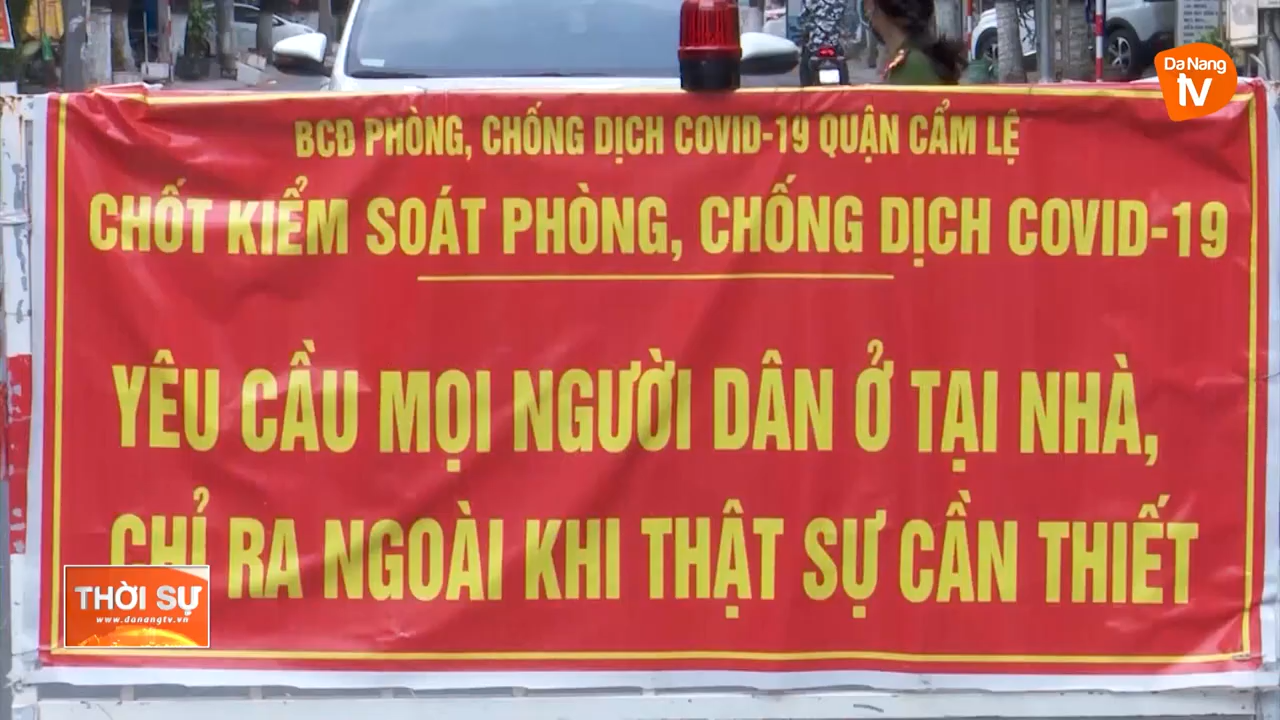 Da Nang
tv
BCĐ PHÒNG, CHỐNG DỊCH COVID-19 QUẬN CẨM LỆ
CHỐT KIỂM SOÁT PHÒNG, CHỐNG DỊCH COVID-19
YÊU CẦU MỌI NGƯỜI DÂN Ở TẠI NHÀ,
CHỈ RA NGOÀI KHI THẬT SỰ CẦN THIẾT
THỜI SỰ
www.danangtv.vn